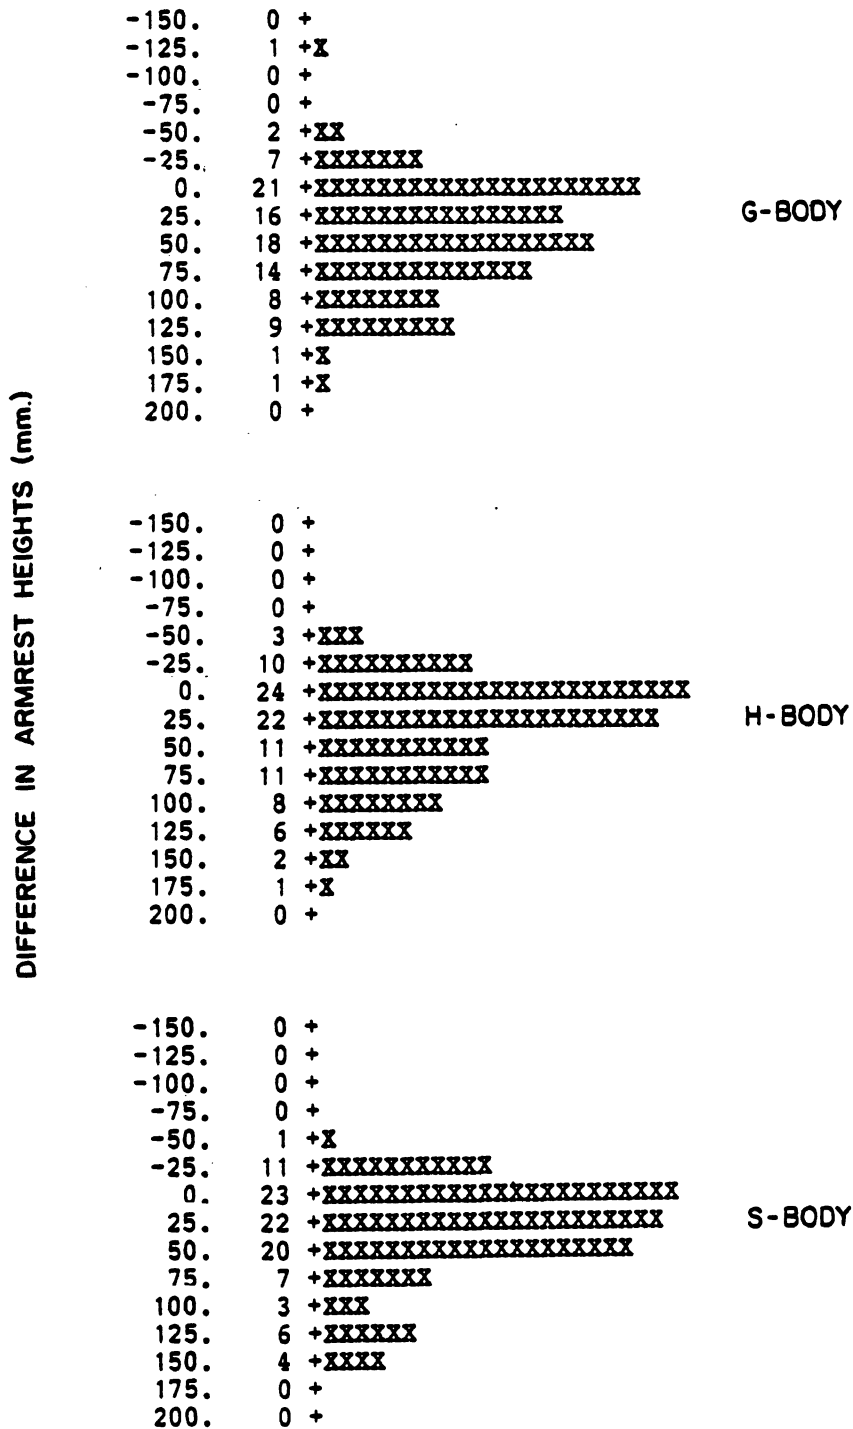 -150. 0 +
-125. 1 +X
-100. 0 +
-75. 0 +
-50. 2 +XX
-25. 7 +XXXXXXX
0. 21 +XXXXXXXXXXXXXXXXXXXXX
25. 16 +XXXXXXXXXXXXXXXX
50. 18 +XXXXXXXXXXXXXXXXXX
75. 14 +XXXXXXXXXXXXXX
100. 8 +XXXXXXXX
125. 9 +XXXXXXXXX
150. 1 +X
175. 1 +X
200. 0 +
G-BODY
DIFFERENCE IN ARMREST HEIGHTS (mm.)
-150. 0 +
-125. 0 +
-100. 0 +
-75. 0 +
-50. 3 +XXX
-25. 10 +XXXXXXXXXX
0. 24 +XXXXXXXXXXXXXXXXXXXXXXXX
25. 22 +XXXXXXXXXXXXXXXXXXXXXX
50. 11 +XXXXXXXXXXX
75. 11 +XXXXXXXXXXX
100. 8 +XXXXXXXX
125. 6 +XXXXXX
150. 2 +XX
175. 1 +X
200. 0 +
H-BODY
-150. 0 +
-125. 0 +
-100. 0 +
-75. 0 +
-50. 1 +X
-25. 11 +XXXXXXXXXXX
0. 23 +XXXXXXXXXXXXXXXXXXXXXXX
25. 22 +XXXXXXXXXXXXXXXXXXXXXX
50. 20 +XXXXXXXXXXXXXXXXXXXX
75. 7 +XXXXXXX
100. 3 +XXX
125. 6 +XXXXXX
150. 4 +XXXX
175. 0 +
200. 0 +
S-BODY